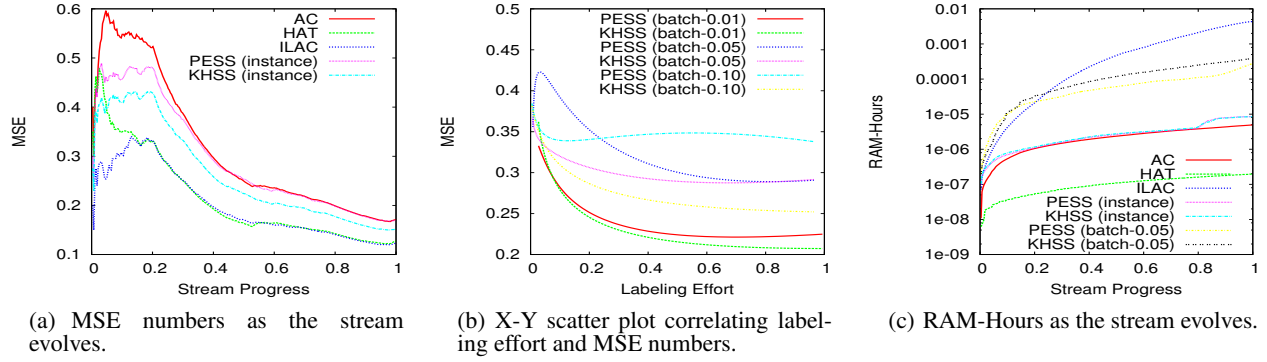 0.6
0.5
0.4
0.3
0.2
0.1
MSE
AC
HAT
ILAC
PESS (instance)
KHSS (instance)
0 0.2 0.4 0.6 0.8 1
Stream Progress
(a) MSE numbers as the stream
evolves.
0.5
0.45
0.4
0.35
0.3
0.25
0.2
MSE
PESS (batch-0.01)
KHSS (batch-0.01)
PESS (batch-0.05)
KHSS (batch-0.05)
PESS (batch-0.10)
KHSS (batch-0.10)
0 0.2 0.4 0.6 0.8 1
Labeling Effort
(b) X-Y scatter plot correlating label-
ing effort and MSE numbers.
0.01
0.001
0.0001
1E-05
1e-06
1e-07
1e-08
1e-09
RAM-Hours
AC
HAT
ILAC
PESS (instance)
KHSS (instance)
PESS (batch-0.05)
KHSS (batch-0.05)
0 0.2 0.4 0.6 0.8 1
Stream Progress
(c) RAM-Hours as the stream evolves.